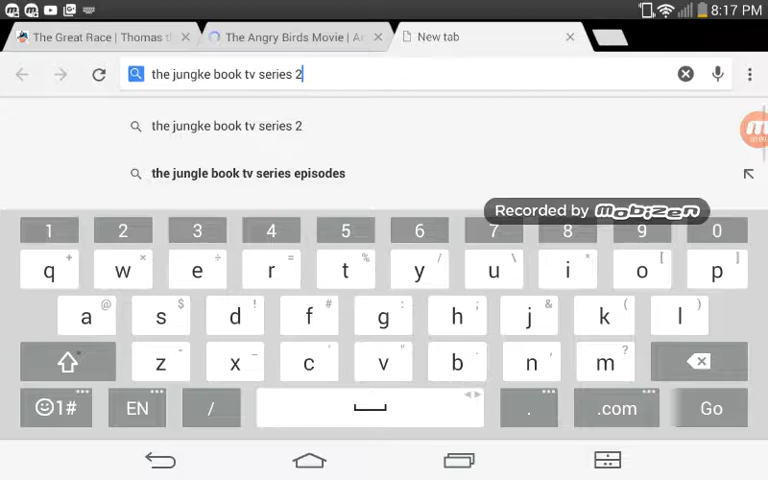 8:17 PM
The Great Race | Thomas th
The Angry Birds Movie | An
New tab
the jungke book tv series 2
the jungke book tv series 2
the jungle book tv series episodes
Recorded by mobizen
1 2 3 4 5 6 7 8 9 0
q + w × e ÷ r = t % y / u \ i * o [ p ]
a @ s $ d ! f # g : h ; j & k ( l )
z - x _ c " v ' b . n , m ?
1# EN / . .com Go